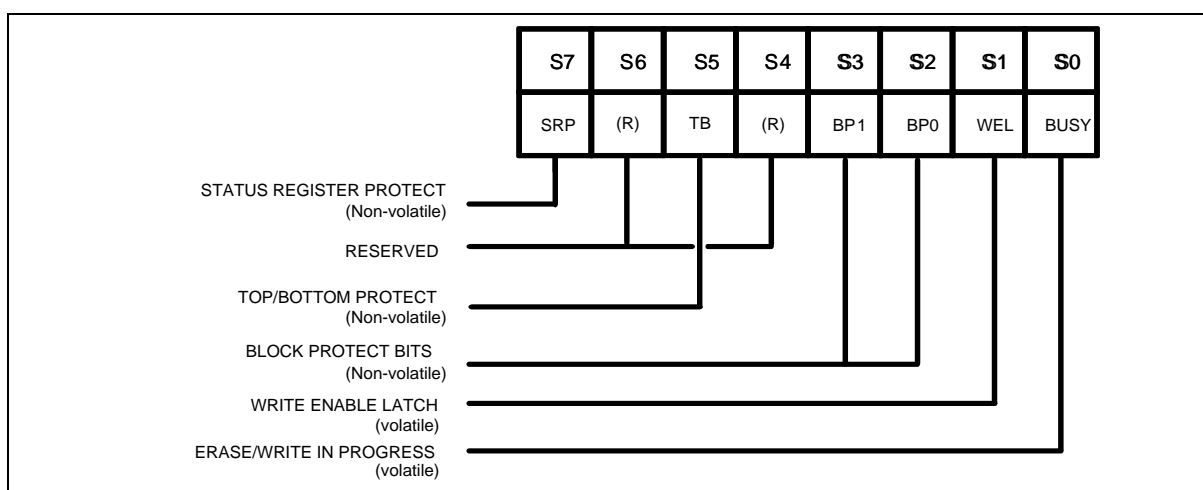 S7 S6 S5 S4 S3 S2 S1 S0
SRP (R) TB (R) BP1 BP0 WEL BUSY
STATUS REGISTER PROTECT
(Non-volatile)
RESERVED
TOP/BOTTOM PROTECT
(Non-volatile)
BLOCK PROTECT BITS
(Non-volatile)
WRITE ENABLE LATCH
(volatile)
ERASE/WRITE IN PROGRESS
(volatile)